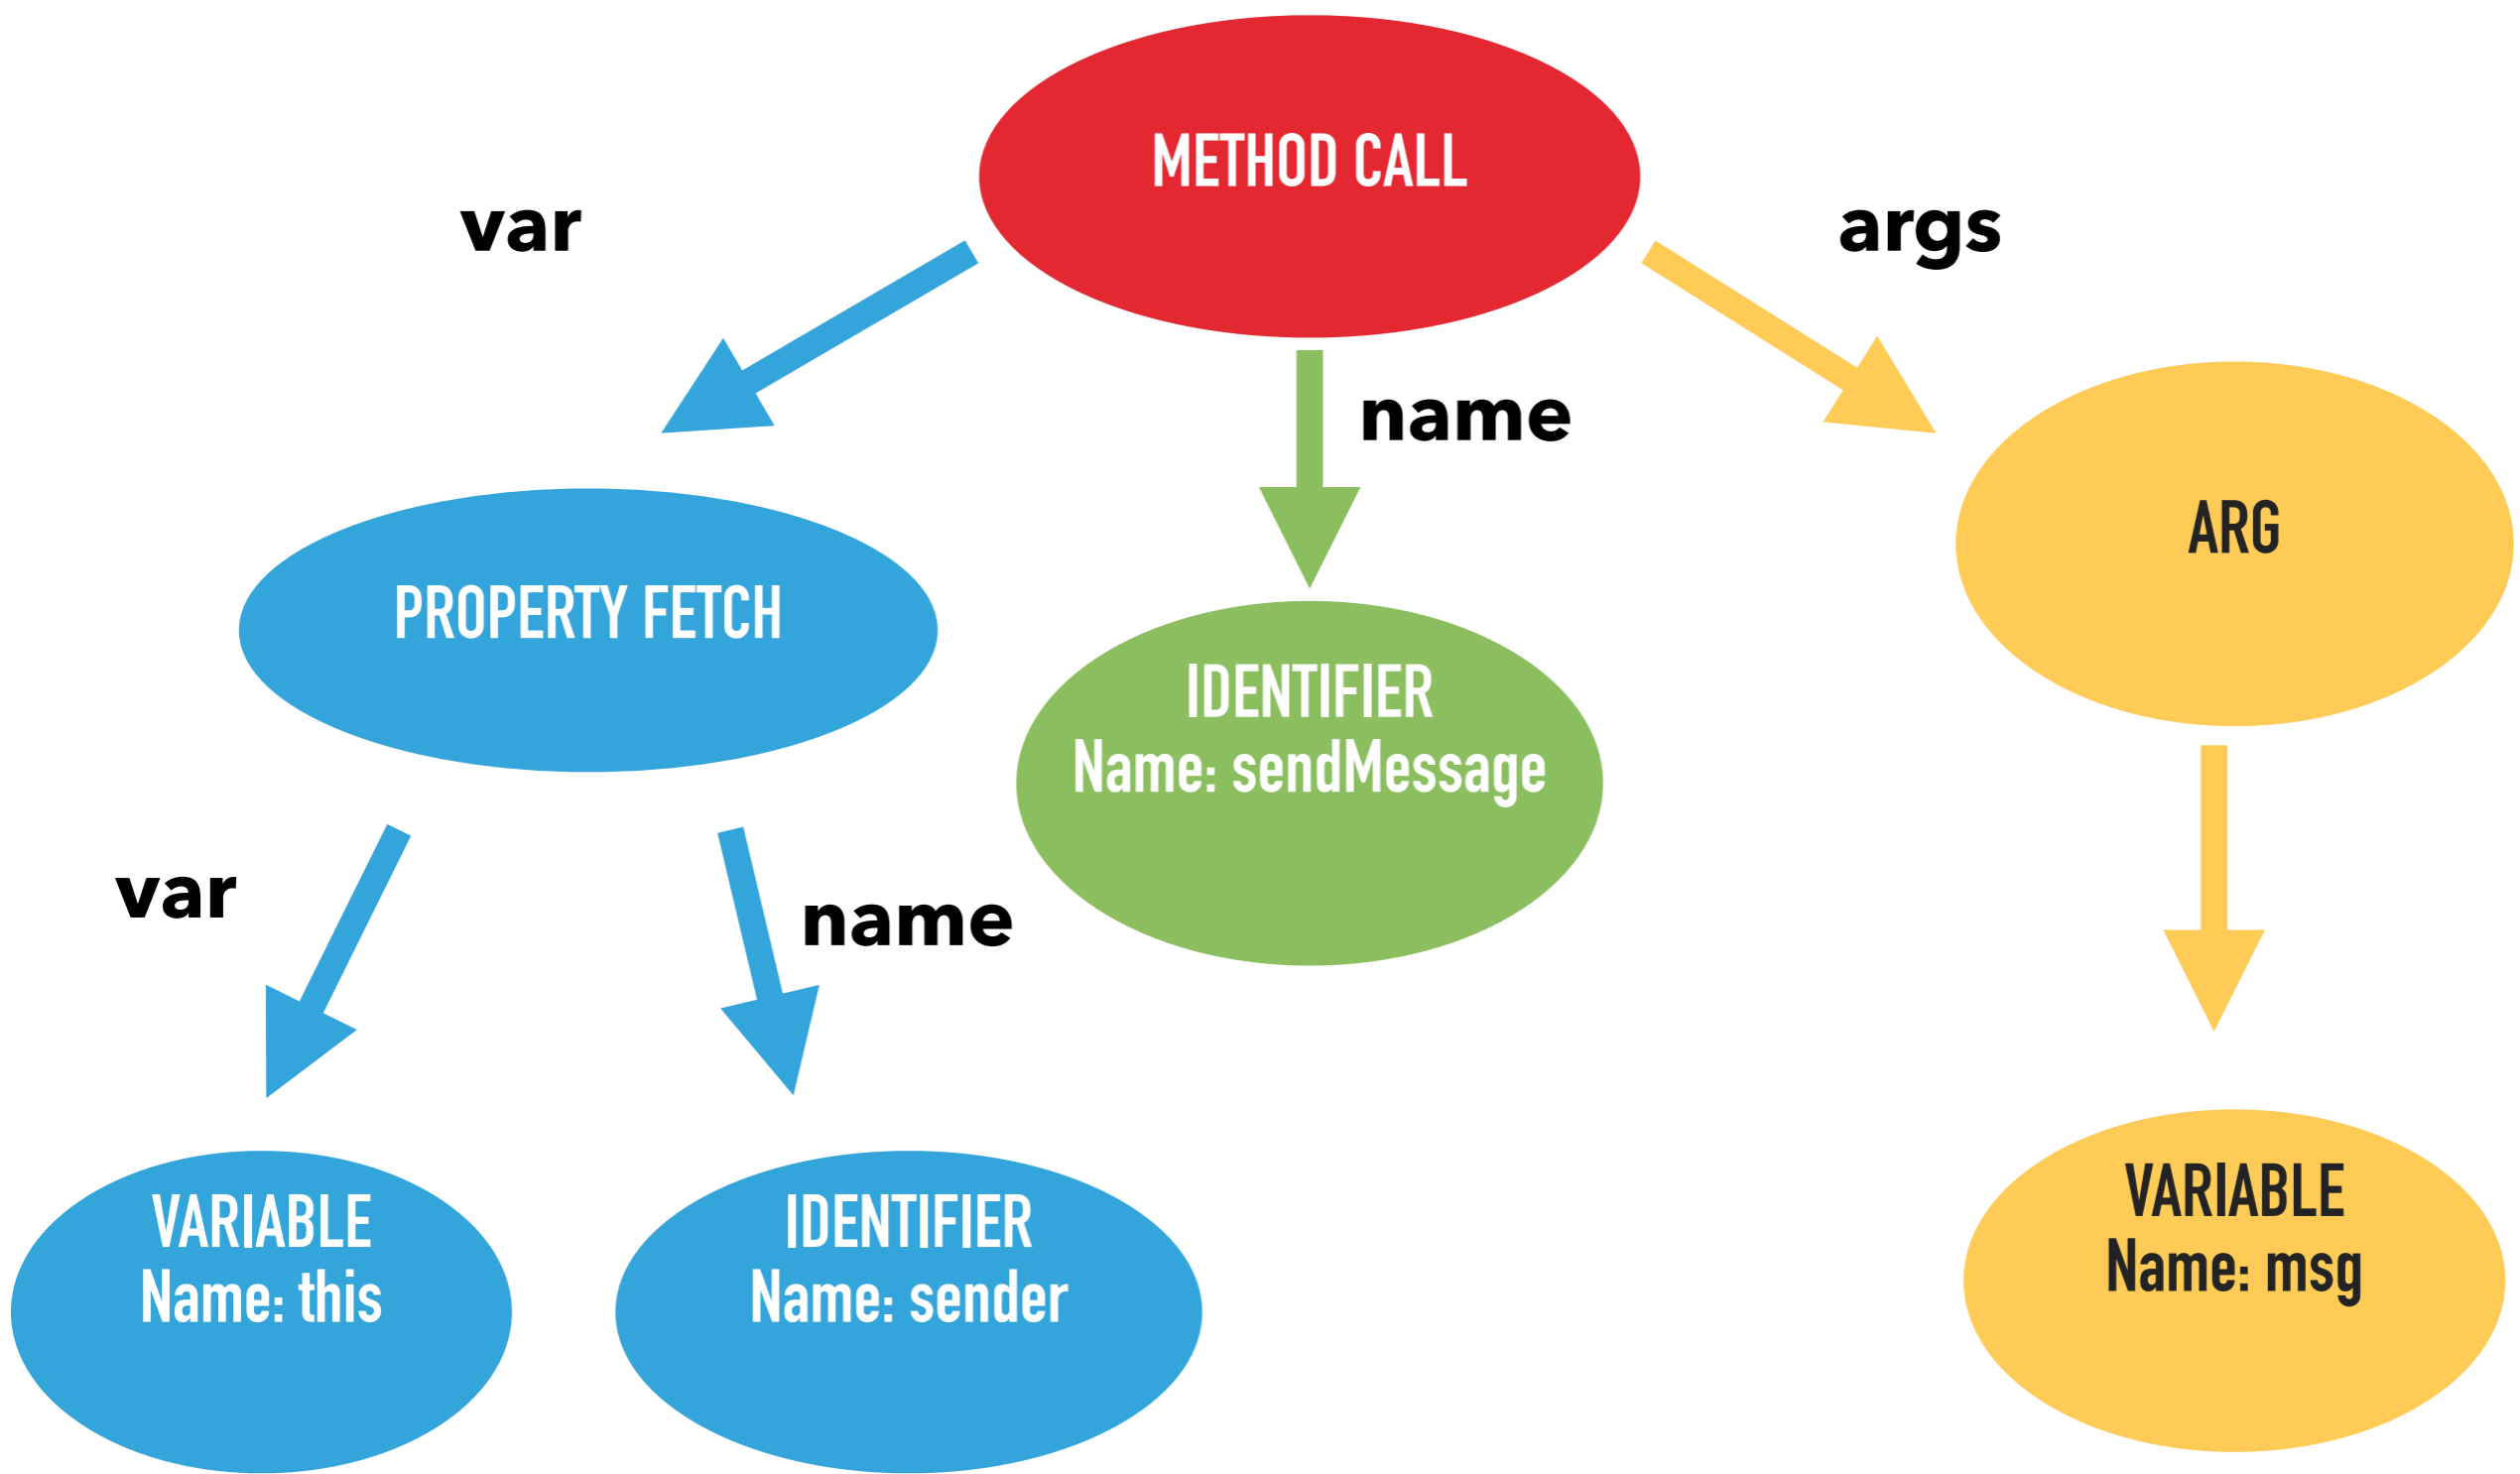 METHOD CALL
var
args
name
PROPERTY FETCH
ARG
IDENTIFIER
Name: sendMessage
var
name
VARIABLE
Name: this
IDENTIFIER
Name: sender
VARIABLE
Name: msg